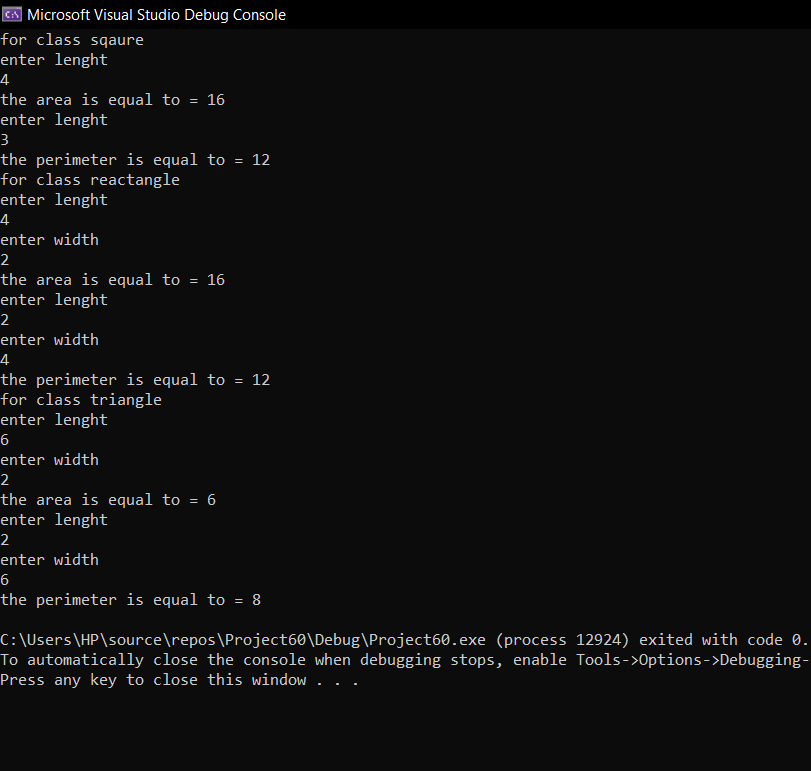 Microsoft Visual Studio Debug Console
for class sqaure
enter lenght
4
the area is equal to = 16
enter lenght
3
the perimeter is equal to = 12
for class reactangle
enter lenght
4
enter width
2
the area is equal to = 16
enter lenght
2
enter width
4
the perimeter is equal to = 12
for class triangle
enter lenght
6
enter width
2
the area is equal to = 6
enter lenght
2
enter width
6
the perimeter is equal to = 8
C:\Users\HP\source\repos\Project60\Debug\Project60.exe (process 12924) exited with code 0.
To automatically close the console when debugging stops, enable Tools->Options->Debugging-
Press any key to close this window . . .